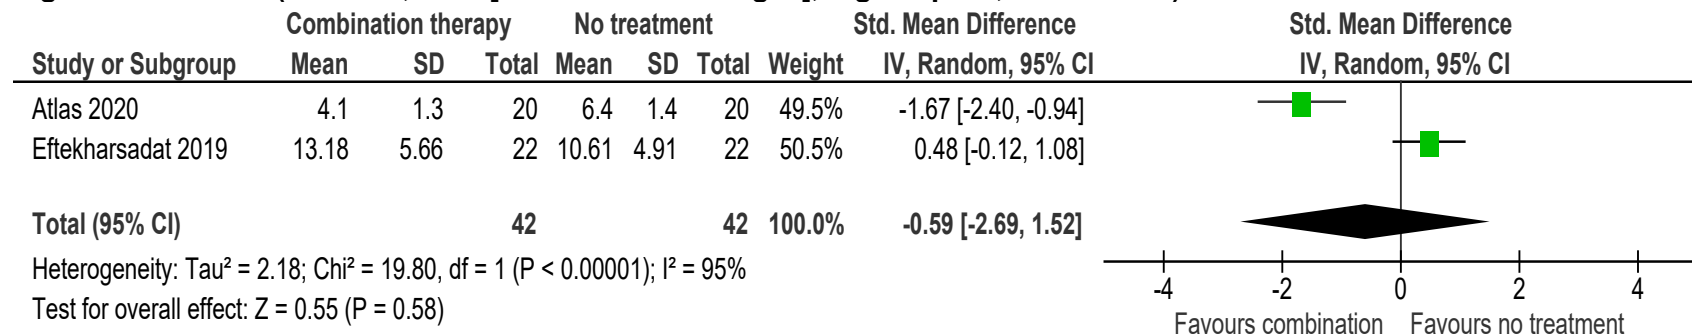 Combination therapy No treatment Std. Mean Difference Std. Mean Difference
Study or Subgroup Mean SD Total Mean SD Total Weight IV, Random, 95% CI IV, Random, 95% CI
Atlas 2020 4.1 1.3 20 6.4 1.4 20 49.5% -1.67 [-2.40, -0.94]
Eftekharsadat 2019 13.18 5.66 22 10.61 4.91 22 50.5% 0.48 [-0.12, 1.08]
Total (95% CI) 42 42 100.0% -0.59 [-2.69, 1.52]
Heterogeneity: Tau² = 2.18; Chi² = 19.80, df = 1 (P < 0.00001); I² = 95%
Test for overall effect: Z = 0.55 (P = 0.58)
-4 -2 0 2 4
Favours combination Favours no treatment